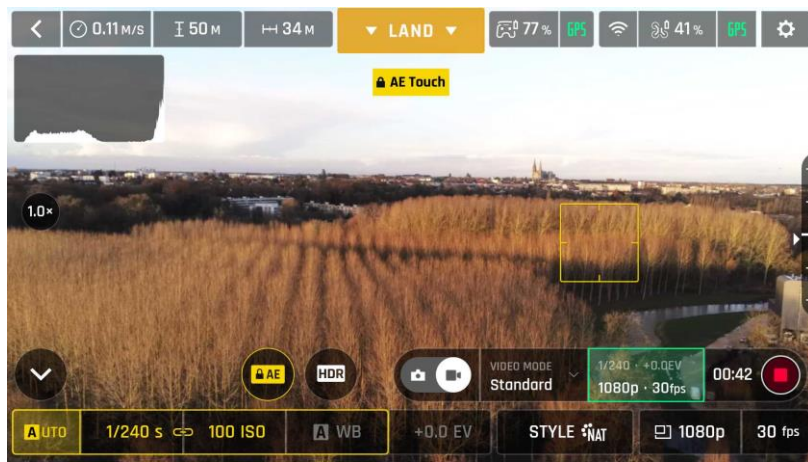 0.11 M/S
50 M
34 M
LAND
77%
GPS
41%
GPS
AE Touch
1.0×
AE
HDR
VIDEO MODE
Standard
1/240 · +0.0EV
1080p · 30fps
00:42
AUTO
1/240 s
100 ISO
A WB
+0.0 EV
STYLE NAT
1080p
30 fps